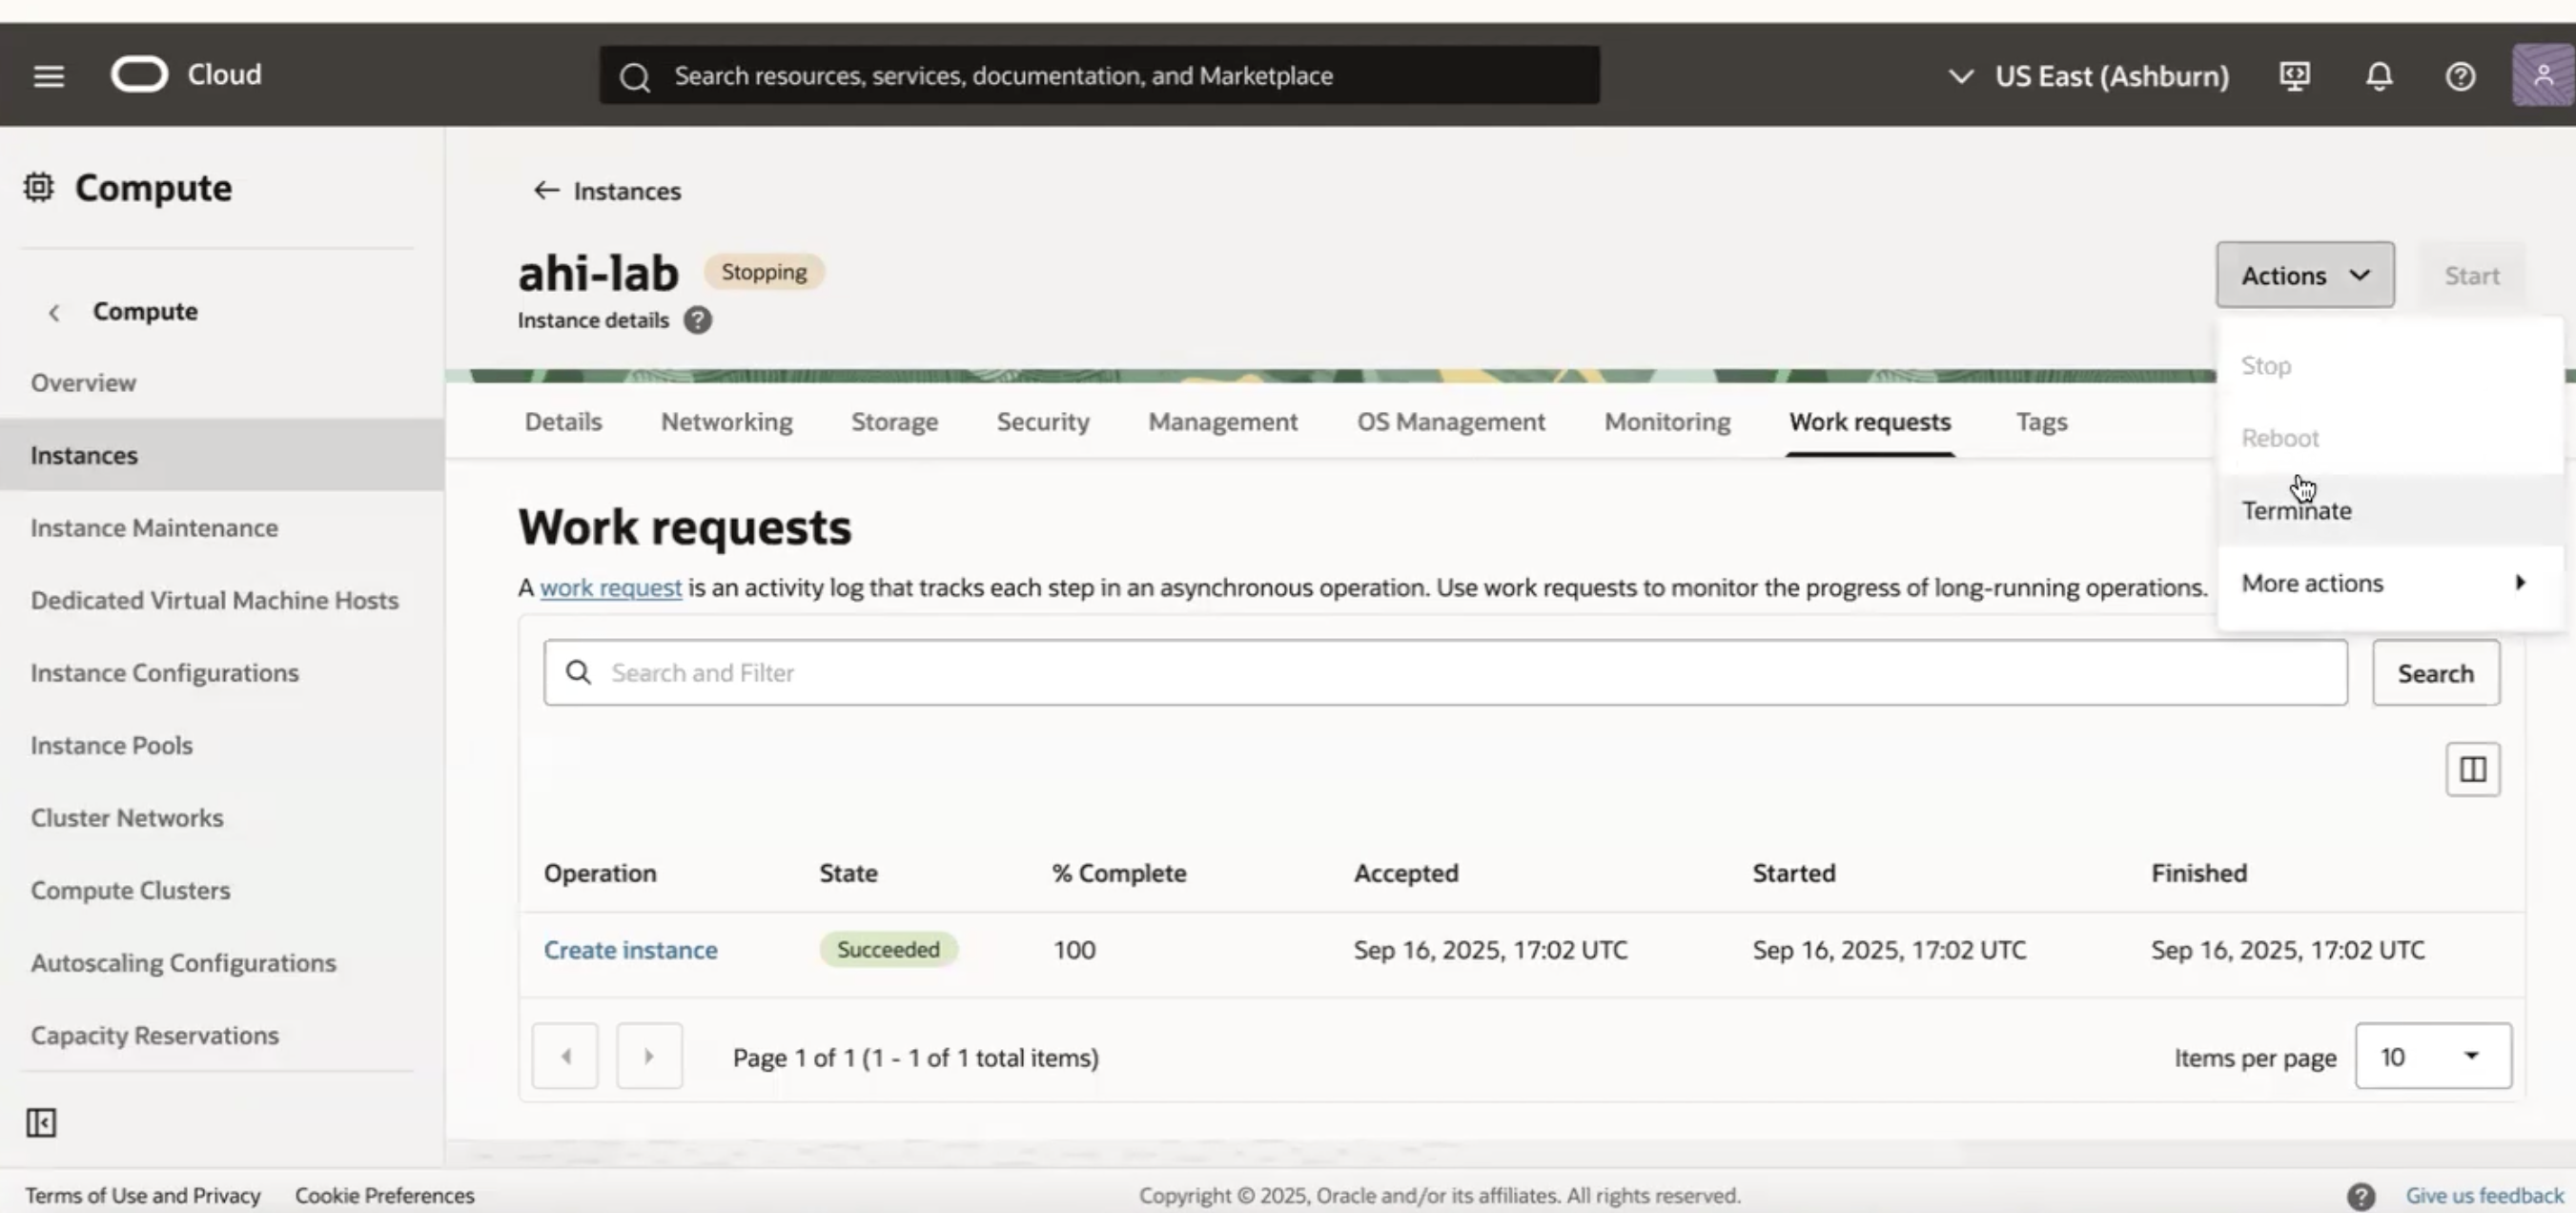 Cloud
Search resources, services, documentation, and Marketplace
US East (Ashburn)
Compute
Compute
Overview
Instances
Instance Maintenance
Dedicated Virtual Machine Hosts
Instance Configurations
Instance Pools
Cluster Networks
Compute Clusters
Autoscaling Configurations
Capacity Reservations
Instances
ahi-lab Stopping
Instance details
Actions Start
Stop
Reboot
Terminate
More actions
Details Networking Storage Security Management OS Management Monitoring Work requests Tags
Work requests
A work request is an activity log that tracks each step in an asynchronous operation. Use work requests to monitor the progress of long-running operations.
Search and Filter Search
Operation State % Complete Accepted Started Finished
Create instance Succeeded 100 Sep 16, 2025, 17:02 UTC Sep 16, 2025, 17:02 UTC Sep 16, 2025, 17:02 UTC
Page 1 of 1 (1 - 1 of 1 total items) Items per page 10
Terms of Use and Privacy Cookie Preferences Copyright © 2025, Oracle and/or its affiliates. All rights reserved. Give us feedback